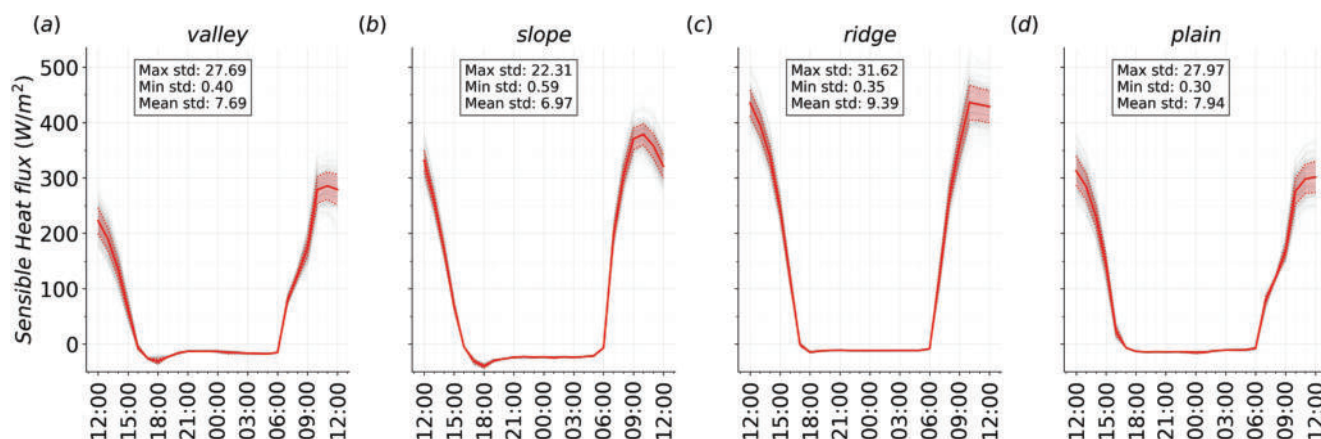 (a) valley (b) slope (c) ridge (d) plain
Sensible Heat flux (W/m²)
500
400
300
200
100
0
Max std: 27.69
Min std: 0.40
Mean std: 7.69
Max std: 22.31
Min std: 0.59
Mean std: 6.97
Max std: 31.62
Min std: 0.35
Mean std: 9.39
Max std: 27.97
Min std: 0.30
Mean std: 7.94
12:00 15:00 18:00 21:00 00:00 03:00 06:00 09:00 12:00
12:00 15:00 18:00 21:00 00:00 03:00 06:00 09:00 12:00
12:00 15:00 18:00 21:00 00:00 03:00 06:00 09:00 12:00
12:00 15:00 18:00 21:00 00:00 03:00 06:00 09:00 12:00